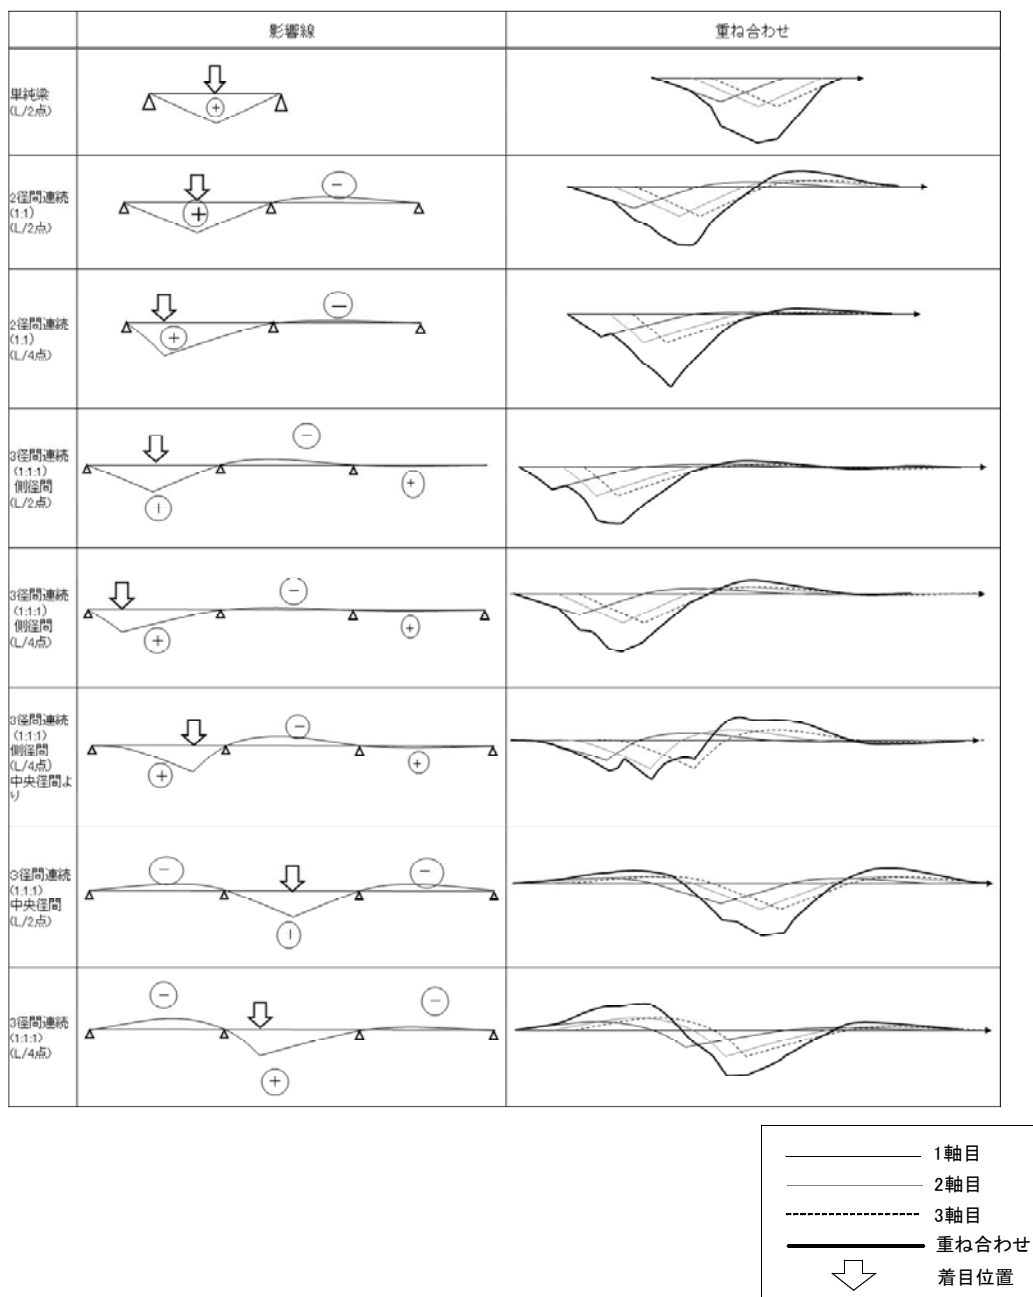 影響線
重ね合わせ
単純梁
(L/2点)
+
2径間連続
(1:1)
(L/2点)
+
−
2径間連続
(1:1)
(L/4点)
+
−
3径間連続
(1:1:1)
側径間
(L/2点)
+
−
+
3径間連続
(1:1:1)
側径間
(L/4点)
+
−
+
3径間連続
(1:1:1)
側径間
(L/4点)
中央径間よ
り
+
−
+
3径間連続
(1:1:1)
中央径間
(L/2点)
−
+
−
3径間連続
(1:1:1)
(L/4点)
−
+
−
1軸目
2軸目
3軸目
重ね合わせ
着目位置